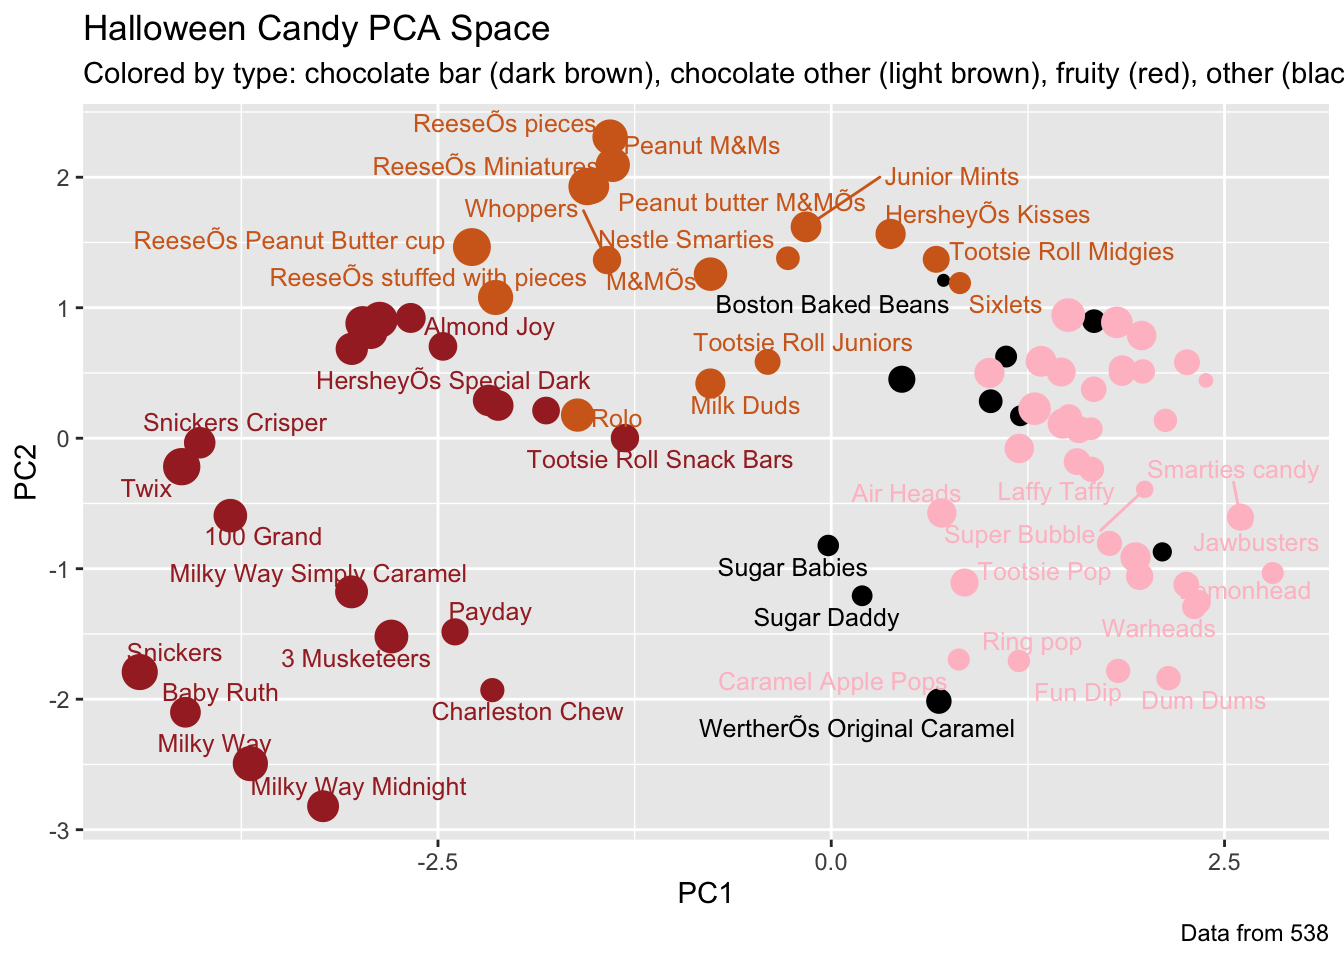 Halloween Candy PCA Space
Colored by type: chocolate bar (dark brown), chocolate other (light brown), fruity (red), other (blac
ReeseÕs pieces
Peanut M&Ms
ReeseÕs Miniatures
Junior Mints
Peanut butter M&MÕs
Whoppers
HersheyÕs Kisses
ReeseÕs Peanut Butter cup
Nestle Smarties
Tootsie Roll Midgies
ReeseÕs stuffed with pieces
M&MÕs
Boston Baked Beans
Sixlets
Almond Joy
Tootsie Roll Juniors
HersheyÕs Special Dark
Milk Duds
Snickers Crisper
Rolo
Tootsie Roll Snack Bars
Smarties candy
Twix
Air Heads
Laffy Taffy
100 Grand
Super Bubble
Jawbusters
Milky Way Simply Caramel
Sugar Babies
Tootsie Pop
Payday
Sugar Daddy
Warheads
Snickers
3 Musketeers
Ring pop
Baby Ruth
Caramel Apple Pops
Fun Dip
Dum Dums
Charleston Chew
WertherÕs Original Caramel
Milky Way
Milky Way Midnight
2
1
0
-1
-2
-3
PC2
-2.5
0.0
2.5
PC1
Data from 538